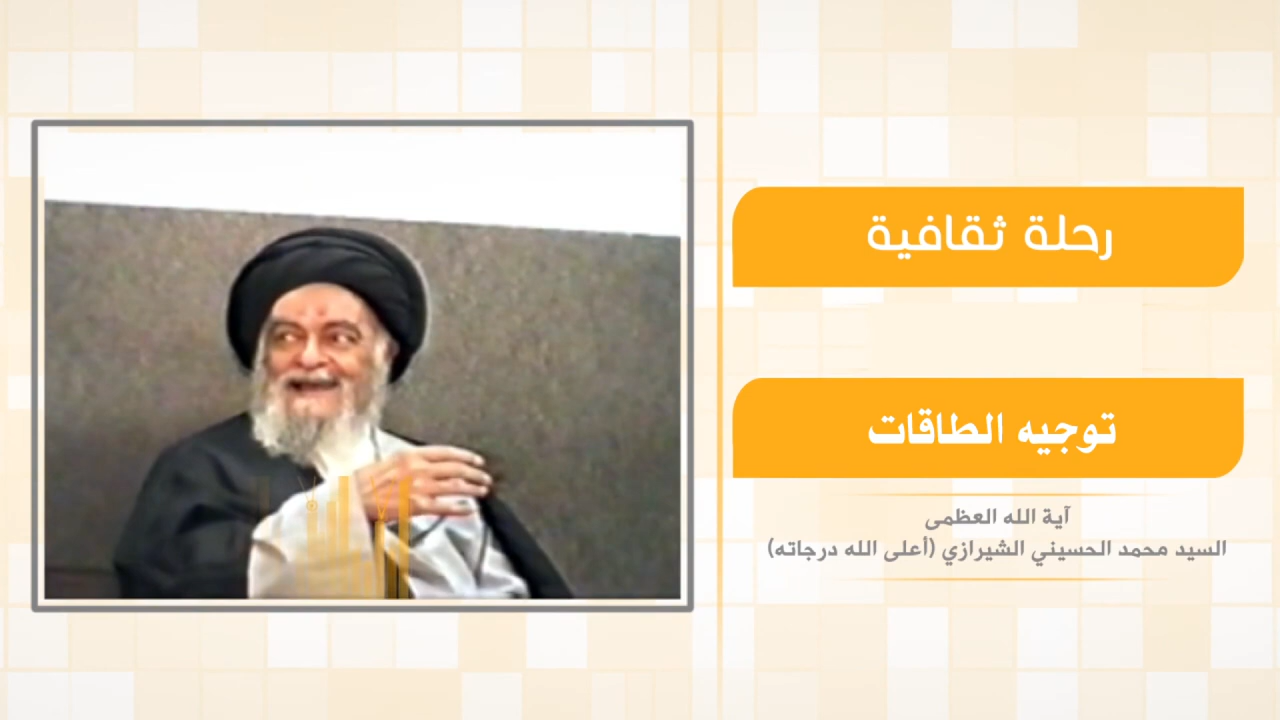 رحلة ثقافية
توجيه الطاقات
آية الله العظمى
السيد محمد الحسيني الشيرازي (أعلى الله درجاته)